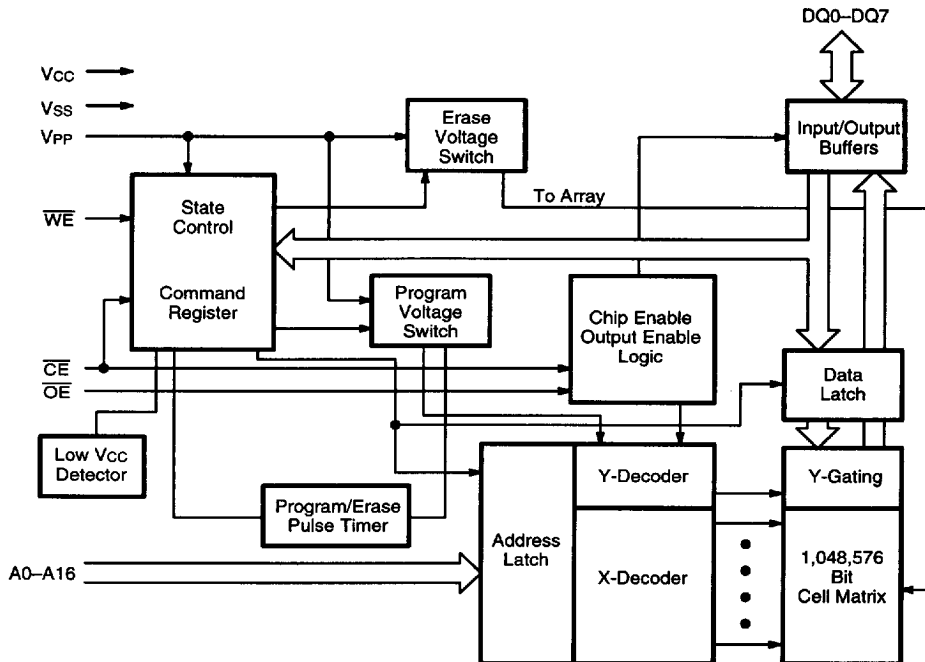 DQ0–DQ7
VCC
VSS
VPP
Erase
Voltage
Switch
Input/Output
Buffers
To Array
WE
State
Control
Command
Register
Program
Voltage
Switch
Chip Enable
Output Enable
Logic
CE
OE
Data
Latch
Low VCC
Detector
Program/Erase
Pulse Timer
Address
Latch
Y-Decoder
Y-Gating
X-Decoder
1,048,576
Bit
Cell Matrix
A0–A16